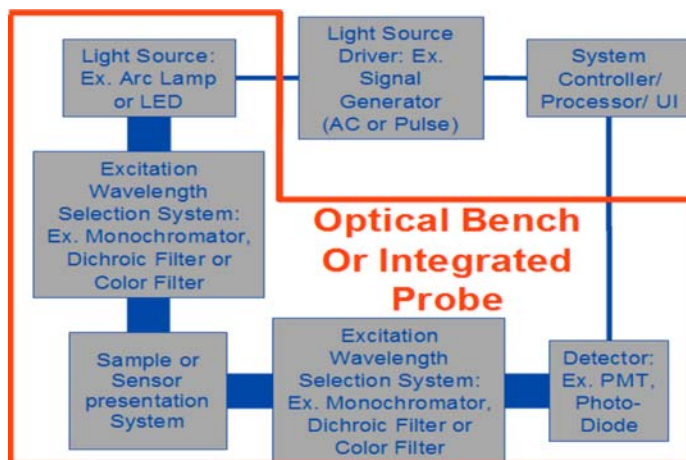 Light Source:
Ex. Arc Lamp
or LED
Light Source
Driver: Ex.
Signal
Generator
(AC or Pulse)
System
Controller/
Processor/ UI
Excitation
Wavelength
Selection System:
Ex. Monochromator,
Dichroic Filter or
Color Filter
Optical Bench
Or Integrated
Probe
Sample or
Sensor
presentation
System
Excitation
Wavelength
Selection System:
Ex. Monochromator,
Dichroic Filter or
Color Filter
Detector:
Ex. PMT,
Photo-
Diode